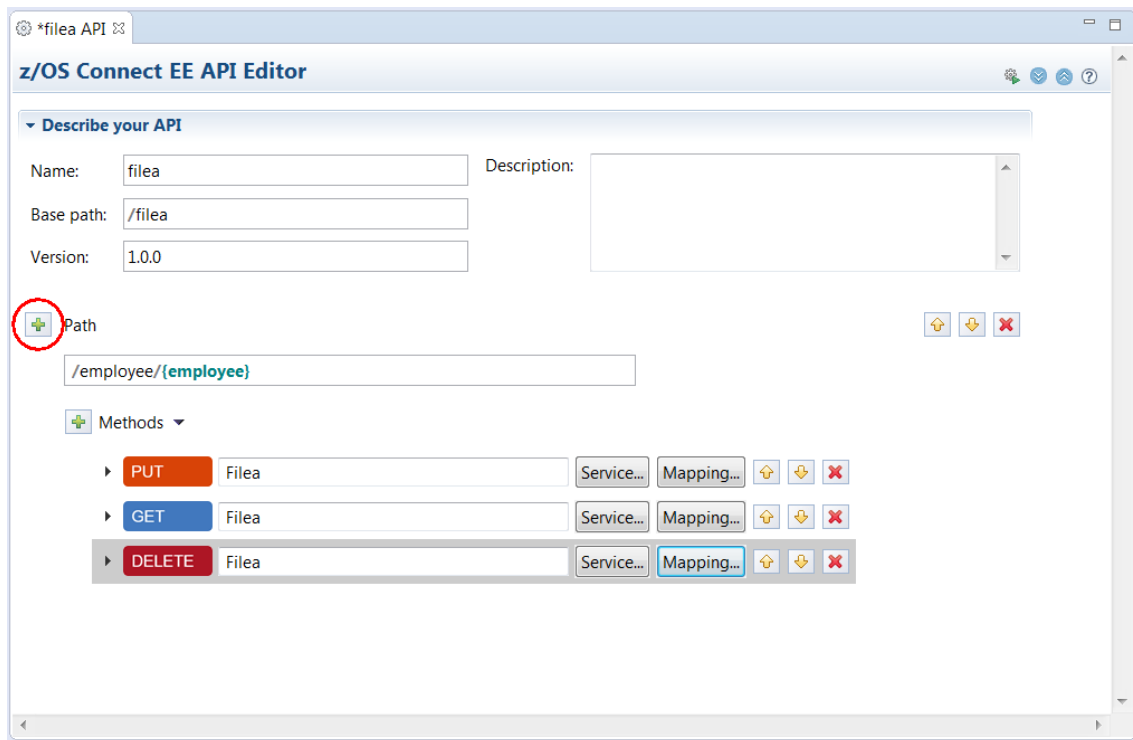 *filea API
z/OS Connect EE API Editor
Describe your API
Name: filea Description:
Base path: /filea
Version: 1.0.0
Path
/employee/{employee}
Methods
PUT Filea Service... Mapping...
GET Filea Service... Mapping...
DELETE Filea Service... Mapping...